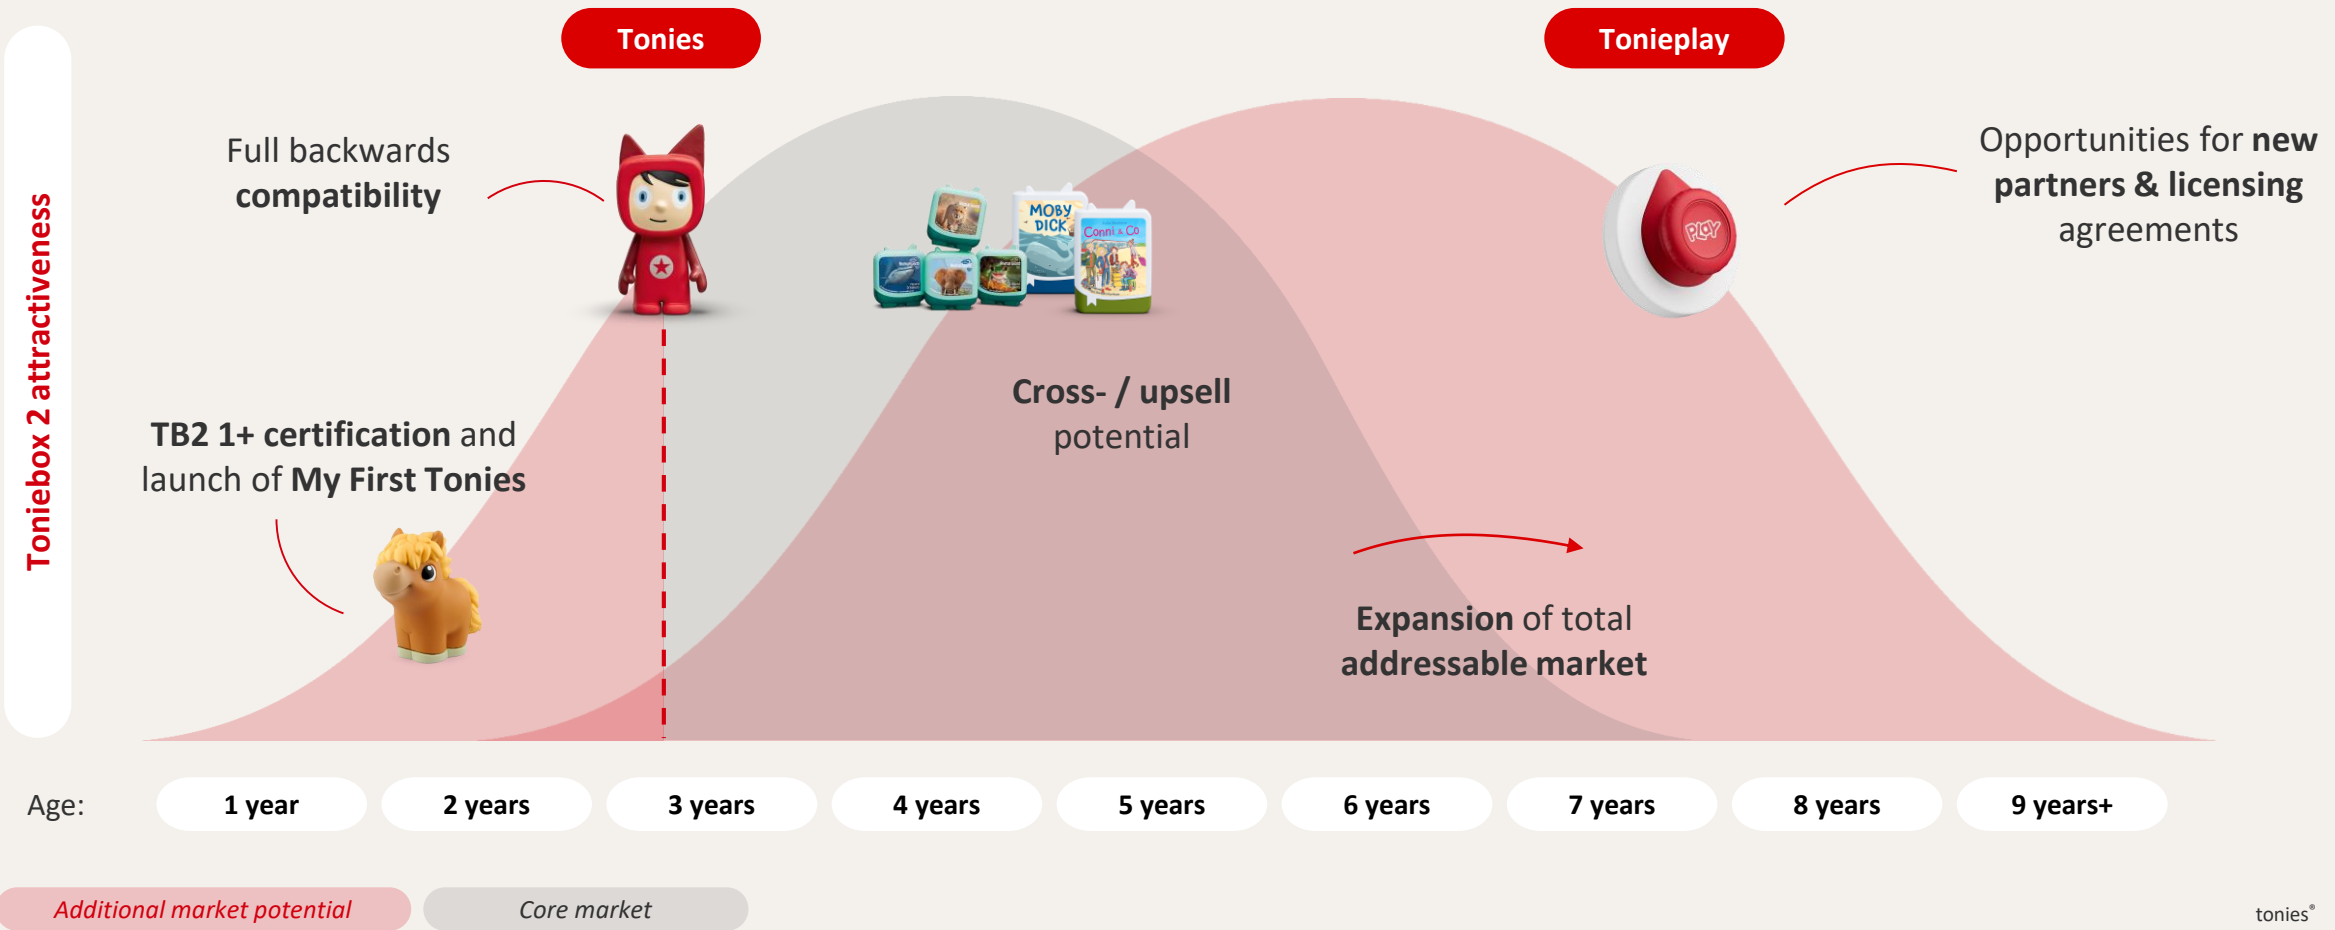 Tonies
Tonieplay
Toniebox 2 attractiveness
Full backwards
compatibility
Opportunities for new
partners & licensing
agreements
MOBY
DICK
Conni & Co
PLAY
Cross- / upsell
potential
TB2 1+ certification and
launch of My First Tonies
Expansion of total
addressable market
Age:
1 year
2 years
3 years
4 years
5 years
6 years
7 years
8 years
9 years+
Additional market potential
Core market
tonies®